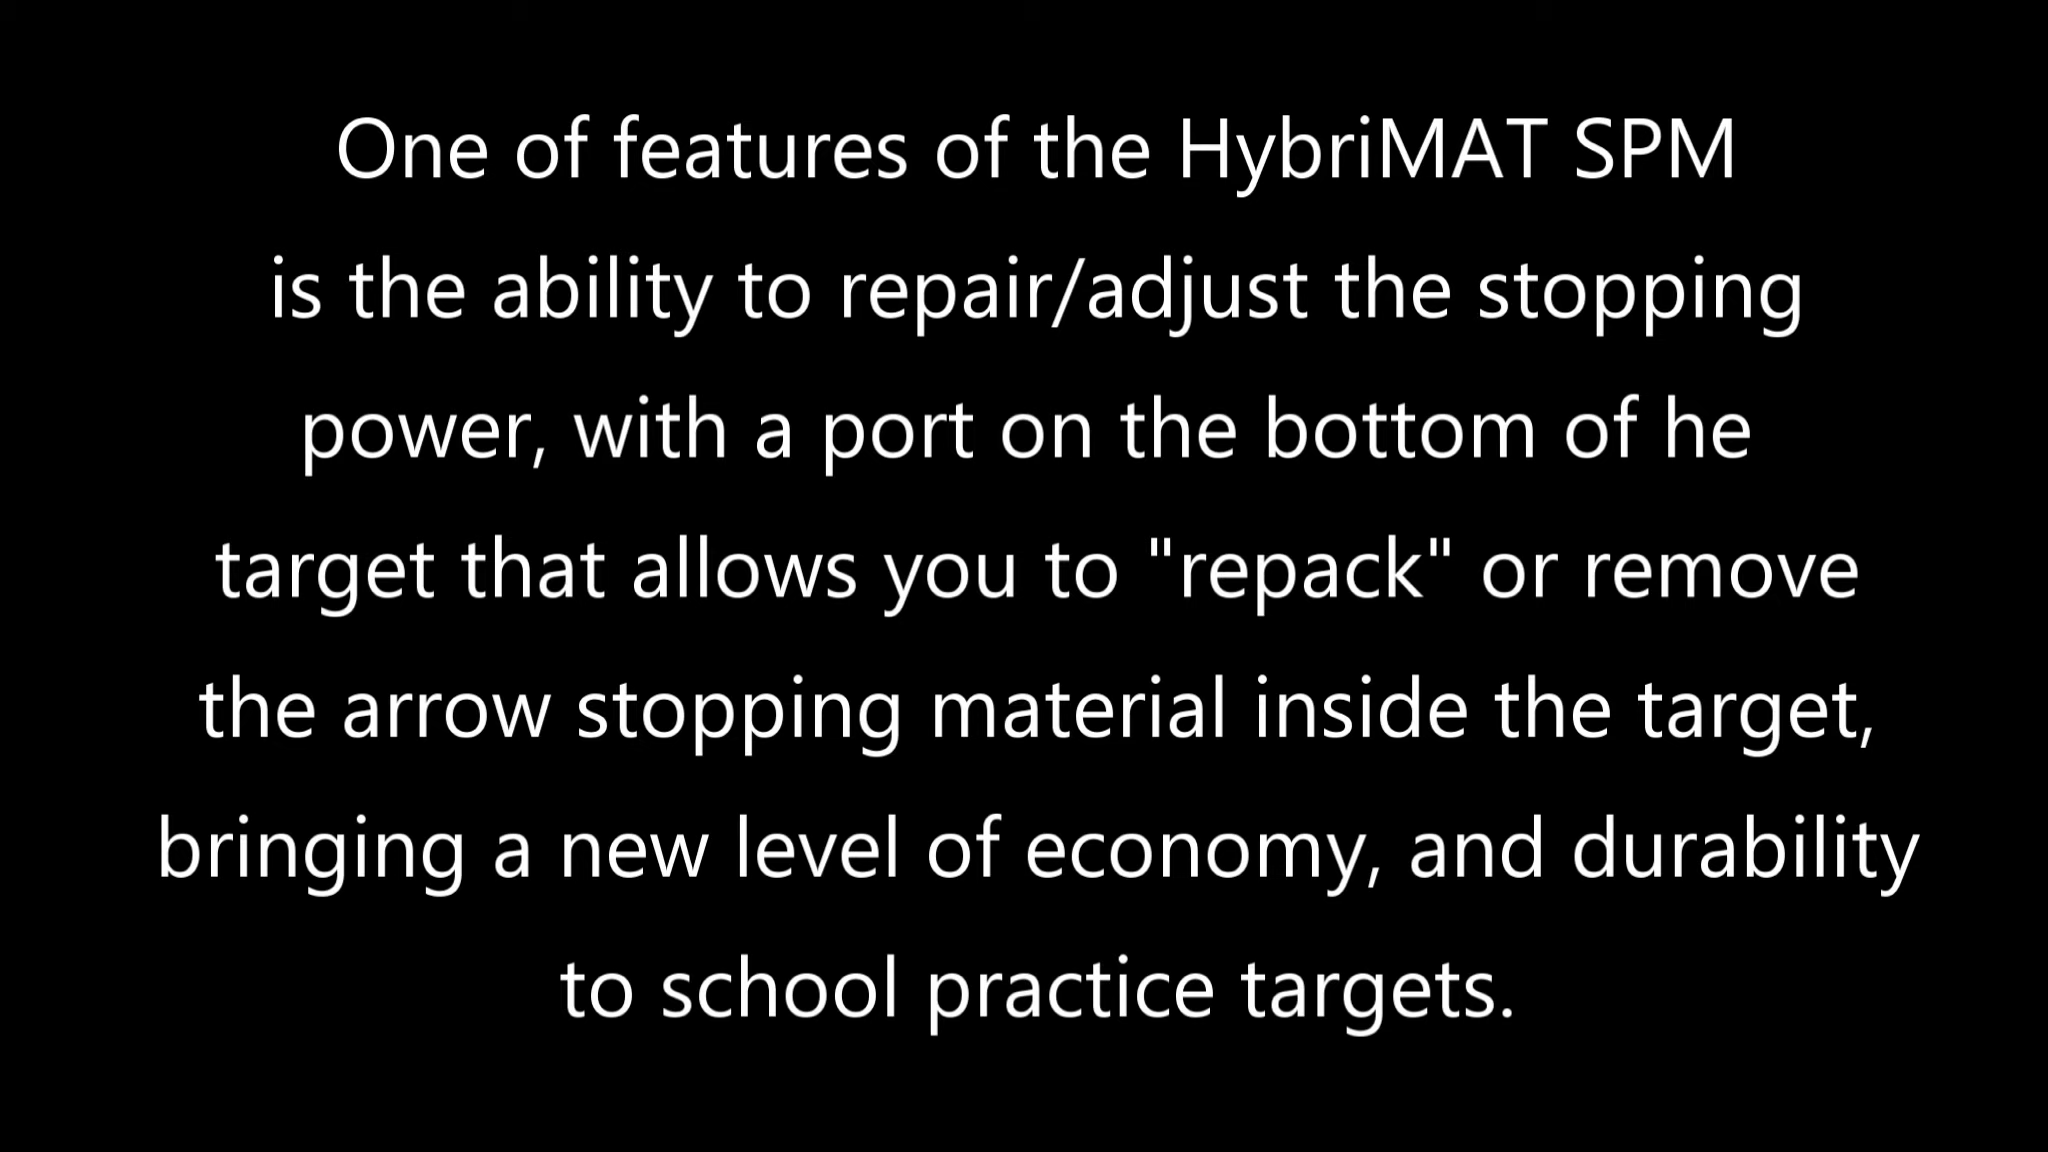 One of features of the HybriMAT SPM
is the ability to repair/adjust the stopping
power, with a port on the bottom of he
target that allows you to "repack" or remove
the arrow stopping material inside the target,
bringing a new level of economy, and durability
to school practice targets.